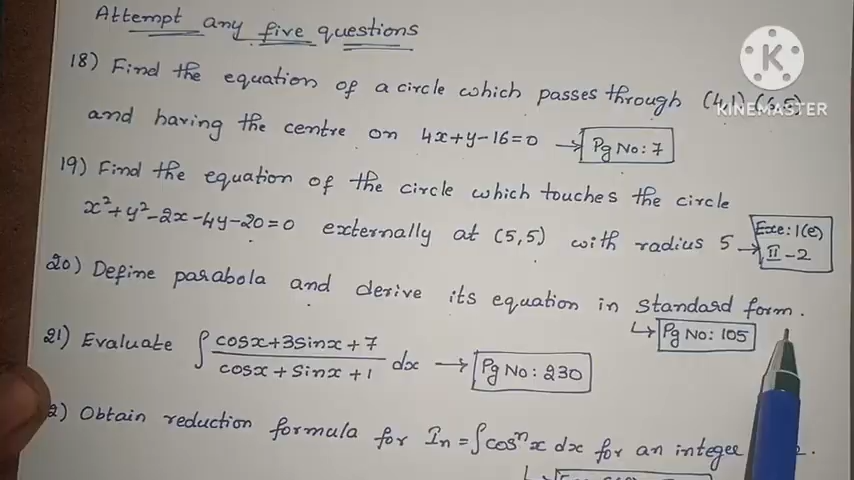 Attempt any five questions
18) Find the equation of a circle which passes through (4,1) (6,5)
and having the centre on 4x+y-16=0 → Pg No: 7
19) Find the equation of the circle which touches the circle
x²+y²-2x-4y-20=0 externally at (5,5) with radius 5 → Exe: 1(e) II-2
20) Define parabola and derive its equation in standard form.
↳ Pg No: 105
21) Evaluate ∫ (cosx+3sinx+7)/(cosx+sinx+1) dx → Pg No: 230
2) Obtain reduction formula for In = ∫cosⁿx dx for an integer
K
KINEMASTER